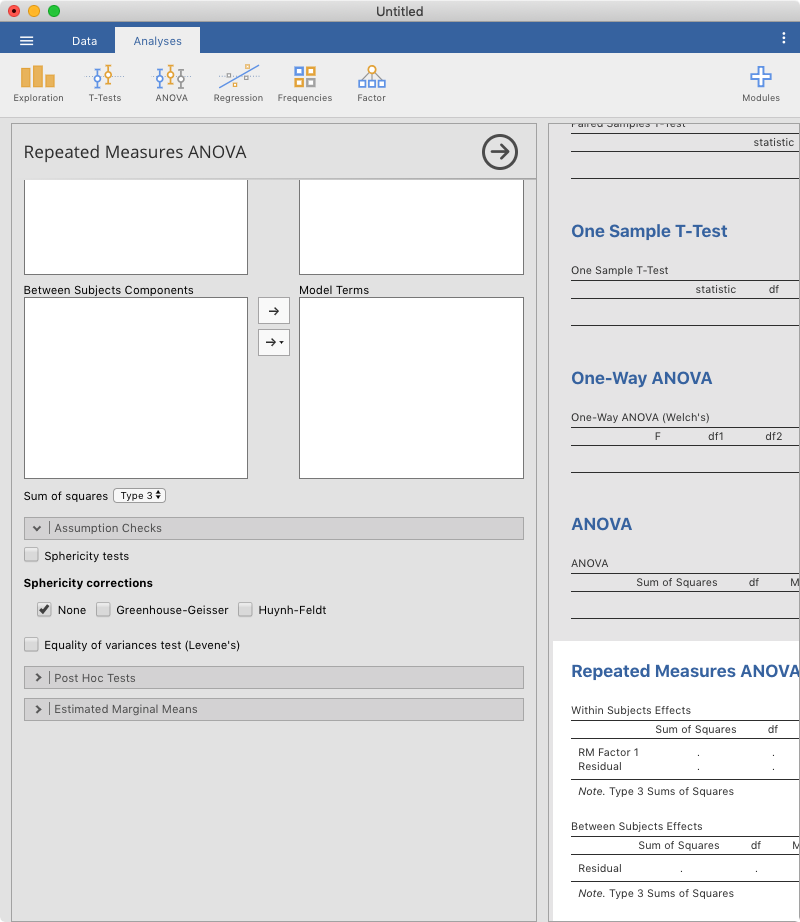 Untitled
Data
Analyses
Exploration
T-Tests
ANOVA
Regression
Frequencies
Factor
Modules
Repeated Measures ANOVA
Between Subjects Components
Model Terms
Sum of squares Type 3
Assumption Checks
Sphericity tests
Sphericity corrections
None Greenhouse-Geisser Huynh-Feldt
Equality of variances test (Levene's)
Post Hoc Tests
Estimated Marginal Means
Paired Samples T-Test
statistic
One Sample T-Test
One Sample T-Test
statistic df
One-Way ANOVA
One-Way ANOVA (Welch's)
F df1 df2
ANOVA
ANOVA
Sum of Squares df M
Repeated Measures ANOVA
Within Subjects Effects
Sum of Squares df
RM Factor 1 . .
Residual . .
Note. Type 3 Sums of Squares
Between Subjects Effects
Sum of Squares df M
Residual . .
Note. Type 3 Sums of Squares